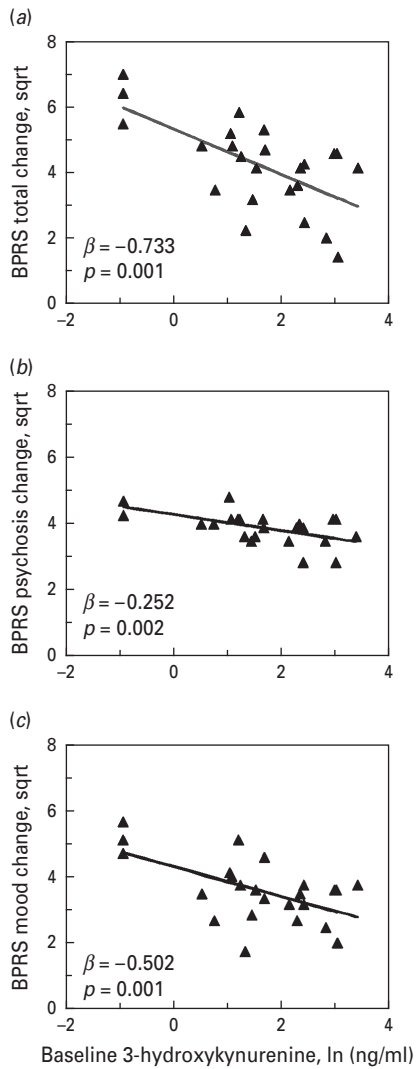 (a)
BPRS total change, sqrt
8
6
4
2
0
β = −0.733
p = 0.001
−2 0 2 4
(b)
BPRS psychosis change, sqrt
8
6
4
2
0
β = −0.252
p = 0.002
−2 0 2 4
(c)
BPRS mood change, sqrt
8
6
4
2
0
β = −0.502
p = 0.001
−2 0 2 4
Baseline 3-hydroxykynurenine, ln (ng/ml)